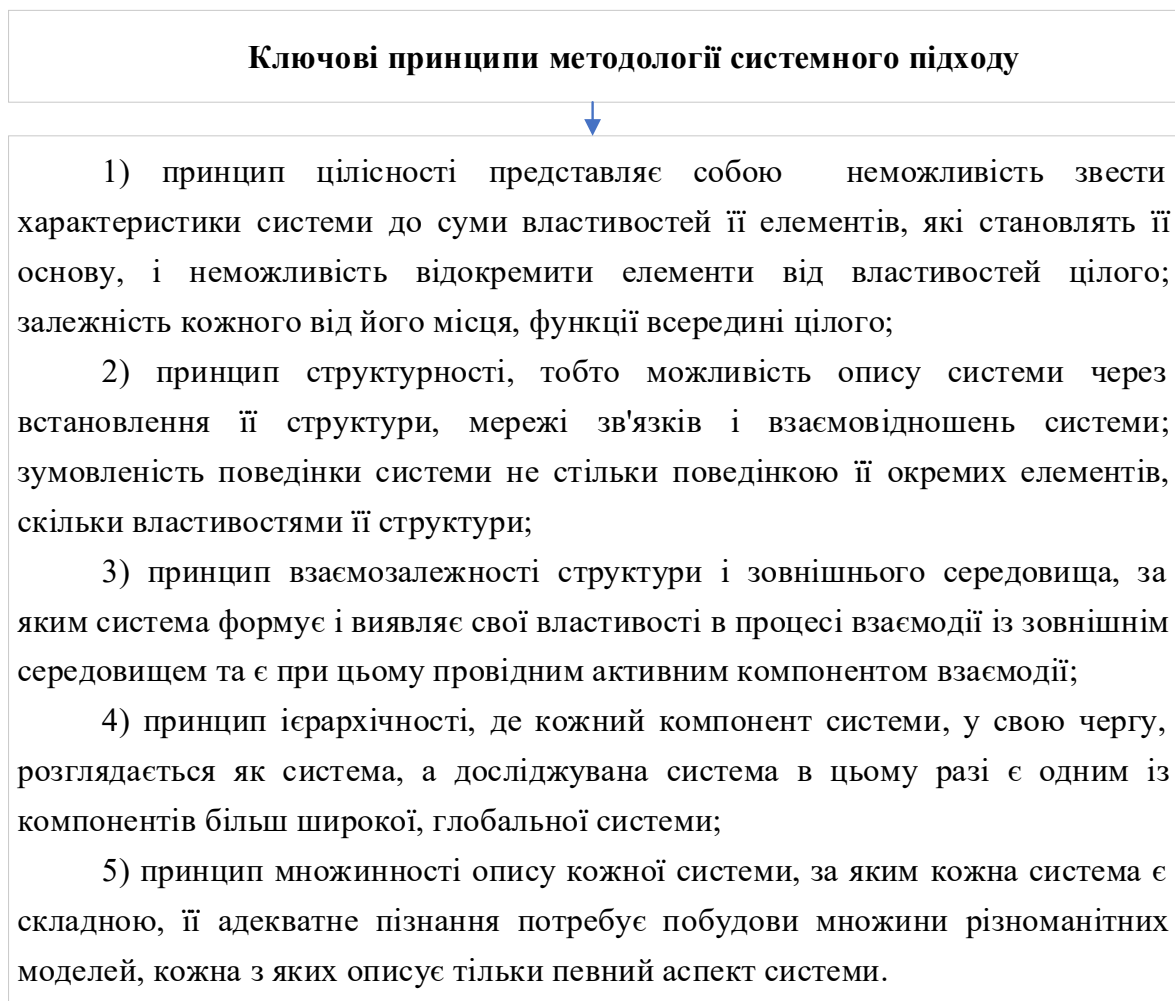 Ключові принципи методології системного підходу
1) принцип цілісності представляє собою неможливість звести
характеристики системи до суми властивостей її елементів, які становлять її
основу, і неможливість відокремити елементи від властивостей цілого;
залежність кожного від його місця, функції всередині цілого;
2) принцип структурності, тобто можливість опису системи через
встановлення її структури, мережі зв'язків і взаємовідношень системи;
зумовленість поведінки системи не стільки поведінкою її окремих елементів,
скільки властивостями її структури;
3) принцип взаємозалежності структури і зовнішнього середовища, за
яким система формує і виявляє свої властивості в процесі взаємодії із зовнішнім
середовищем та є при цьому провідним активним компонентом взаємодії;
4) принцип ієрархічності, де кожний компонент системи, у свою чергу,
розглядається як система, а досліджувана система в цьому разі є одним із
компонентів більш широкої, глобальної системи;
5) принцип множинності опису кожної системи, за яким кожна система є
складною, її адекватне пізнання потребує побудови множини різноманітних
моделей, кожна з яких описує тільки певний аспект системи.